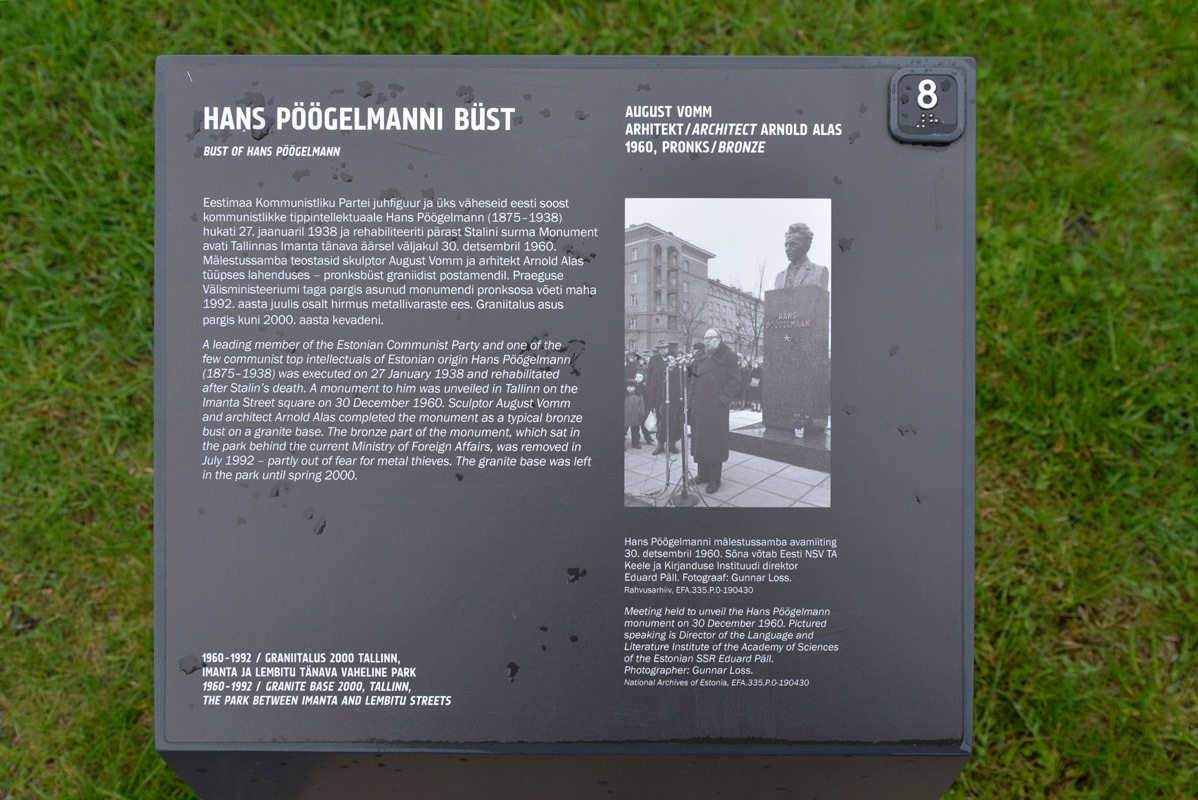 HANS PÖÖGELMANNI BÜST
BUST OF HANS PÖÖGELMANN
Eestimaa Kommunistliku Partei juhfiguur ja üks väheseid eesti soost
kommunistlikke tippintellektuaale Hans Pöögelmann (1875–1938)
hukati 27. jaanuaril 1938 ja rehabiliteeriti pärast Stalini surma Monument
avati Tallinnas Imanta tänava äärsel väljakul 30. detsembril 1960.
Mälestussamba teostasid skulptor August Vomm ja arhitekt Arnold Alas
tüüpses lahenduses – pronksbüst graniidist postamendil. Praeguse
Välisministeeriumi taga pargis asunud monumendi pronksosa võeti maha
1992. aasta juulis osalt hirmus metallivaraste ees. Graniitalus asus
pargis kuni 2000. aasta kevadeni.
A leading member of the Estonian Communist Party and one of the
few communist top intellectuals of Estonian origin Hans Pöögelmann
(1875–1938) was executed on 27 January 1938 and rehabilitated
after Stalin's death. A monument to him was unveiled in Tallinn on the
Imanta Street square on 30 December 1960. Sculptor August Vomm
and architect Arnold Alas completed the monument as a typical bronze
bust on a granite base. The bronze part of the monument, which sat in
the park behind the current Ministry of Foreign Affairs, was removed in
July 1992 – partly out of fear for metal thieves. The granite base was left
in the park until spring 2000.
1960-1992 / GRANIITALUS 2000 TALLINN,
IMANTA JA LEMBITU TÄNAVA VAHELINE PARK
1960-1992 / GRANITE BASE 2000, TALLINN,
THE PARK BETWEEN IMANTA AND LEMBITU STREETS
AUGUST VOMM
ARHITEKT/ARCHITECT ARNOLD ALAS
1960, PRONKS/BRONZE
8
HANS
PÖÖGELMANN
Hans Pöögelmanni mälestussamba avamiiting
30. detsembril 1960. Sõna võtab Eesti NSV TA
Keele ja Kirjanduse Instituudi direktor
Eduard Päll. Fotograaf: Gunnar Loss.
Rahvusarhiiv, EFA.335.P.0-190430
Meeting held to unveil the Hans Pöögelmann
monument on 30 December 1960. Pictured
speaking is Director of the Language and
Literature Institute of the Academy of Sciences
of the Estonian SSR Eduard Päll.
Photographer: Gunnar Loss.
National Archives of Estonia, EFA.335.P.0-190430